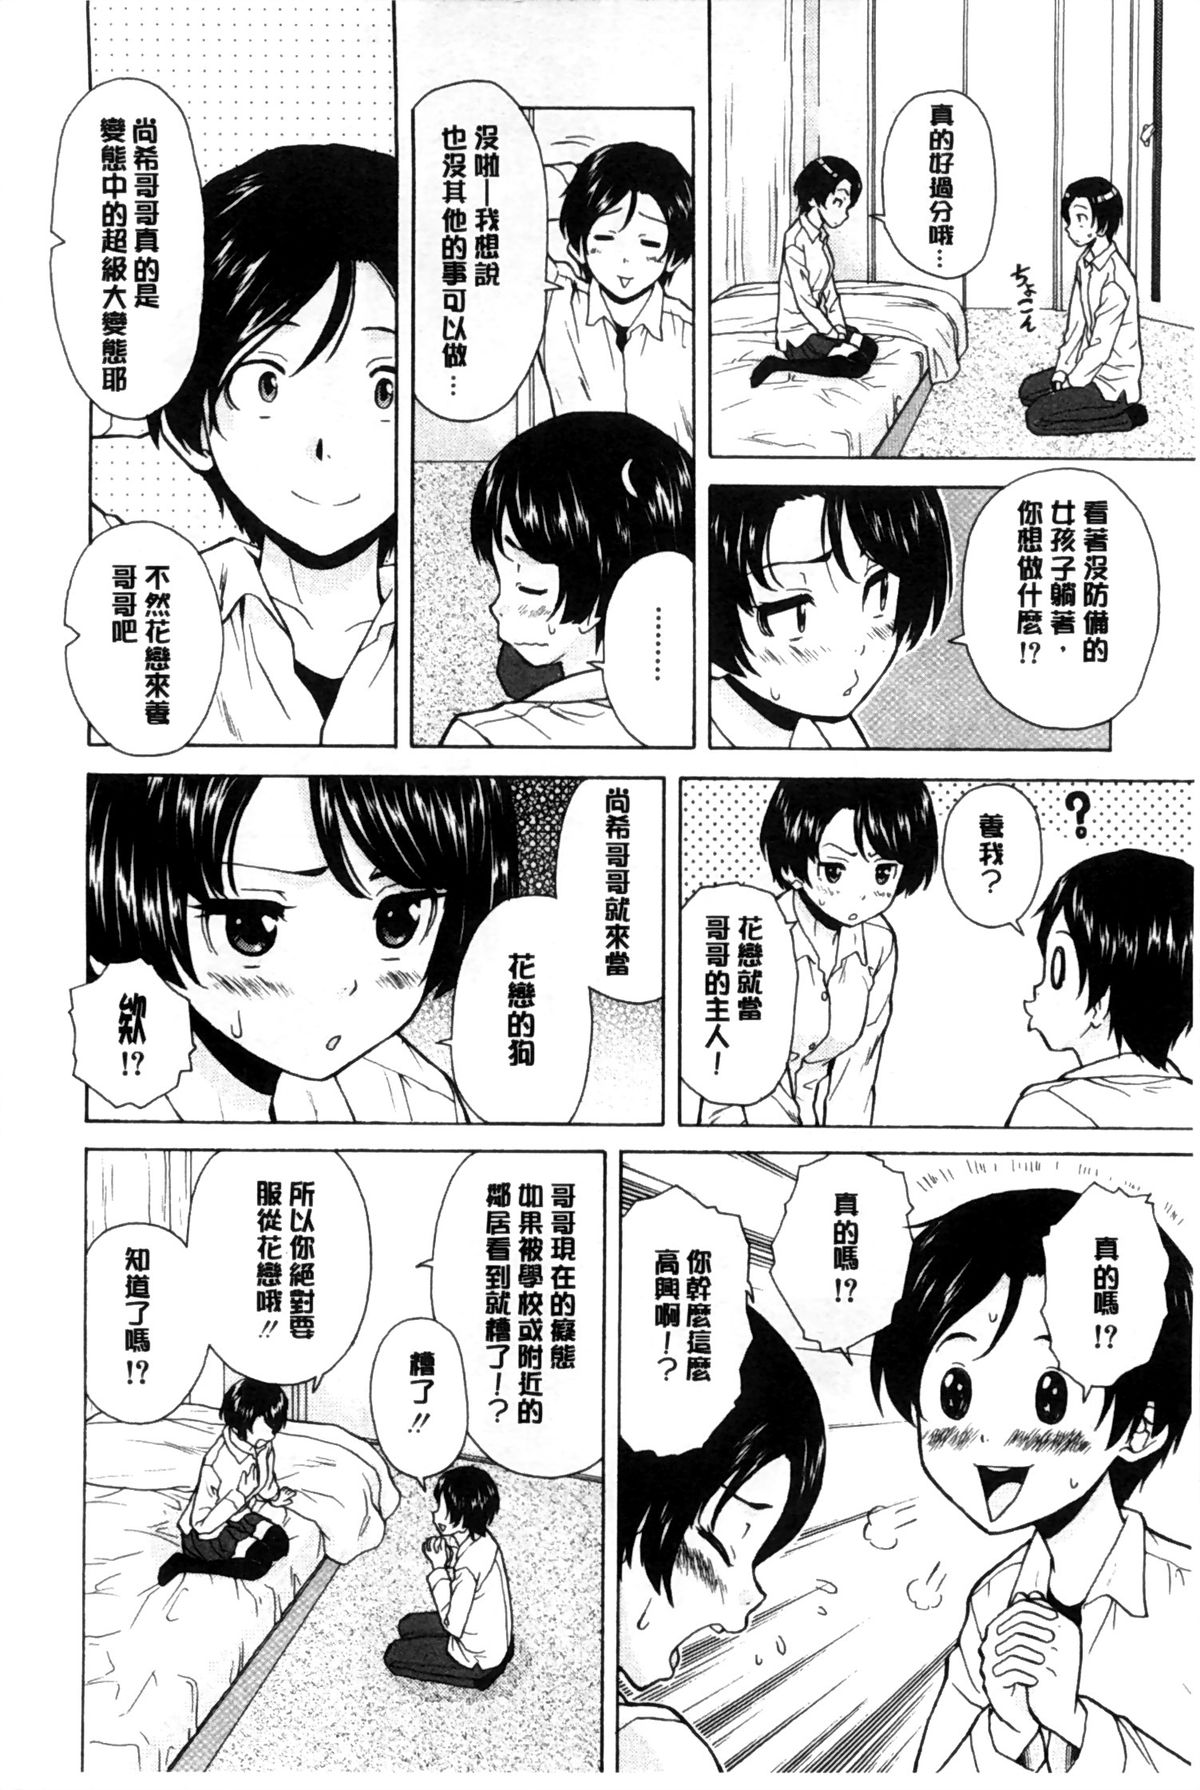 真的好過分哦…
ちょこん
看著沒防備的
女孩子躺著，
你想做什麼!?
沒啦—我想說
也沒其他的事可以做…
………
尚希哥哥真的是
變態中的超級大變態耶
不然花戀來養
哥哥吧
?
養我？
花戀就當
哥哥的主人！
尚希哥哥就來當
花戀的狗
欸!?
真的嗎!?
真的嗎!?
你幹麼這麼
高興啊！？
哥哥現在的癡態
如果被學校或附近的
鄰居看到就糟了！？
糟了!!
所以你絕對要
服從花戀哦!!
知道了嗎!?